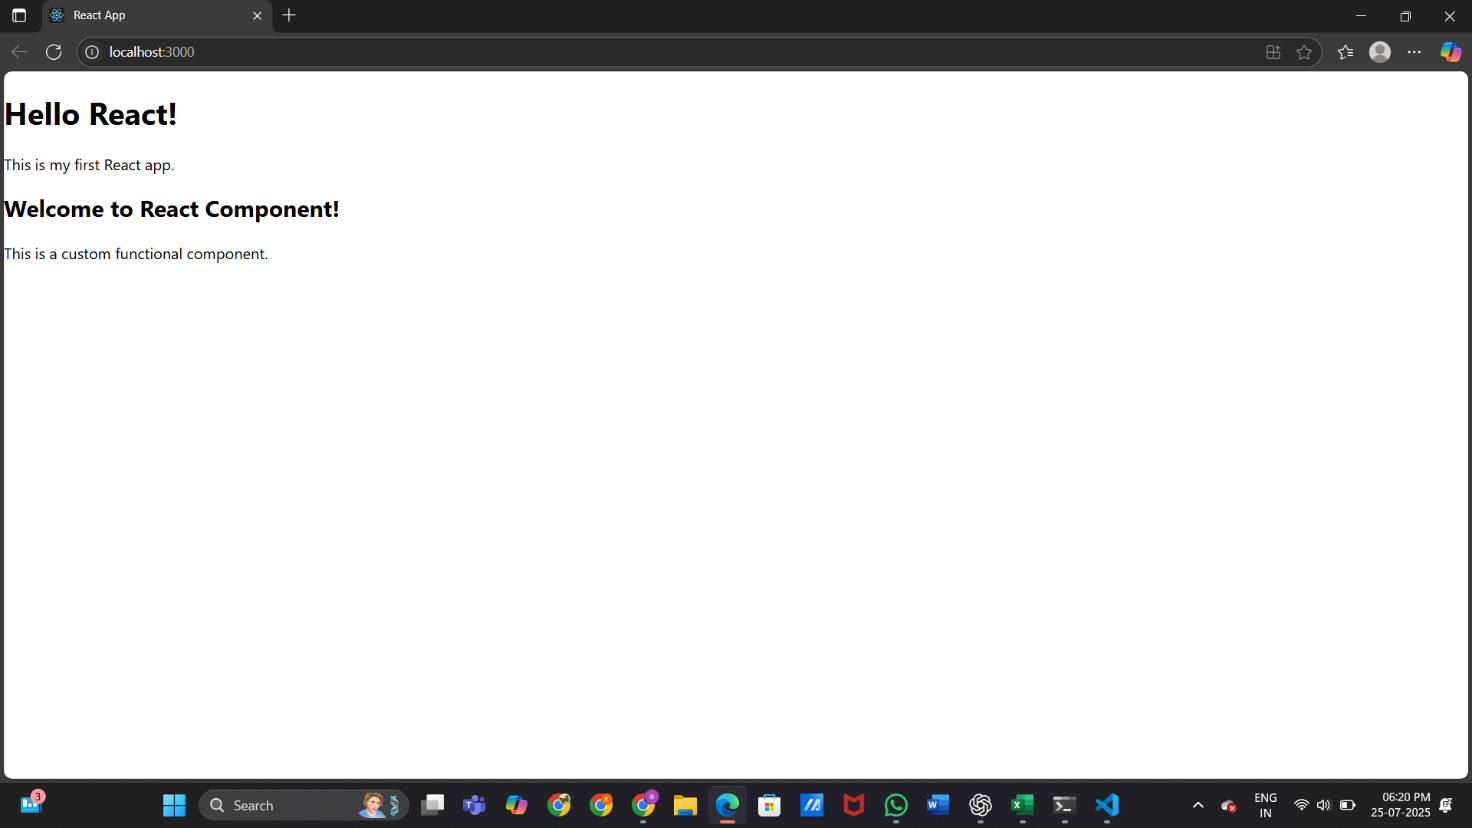 React App
localhost:3000
Hello React!
This is my first React app.
Welcome to React Component!
This is a custom functional component.
3
Search
ENG
IN
06:20 PM
25-07-2025